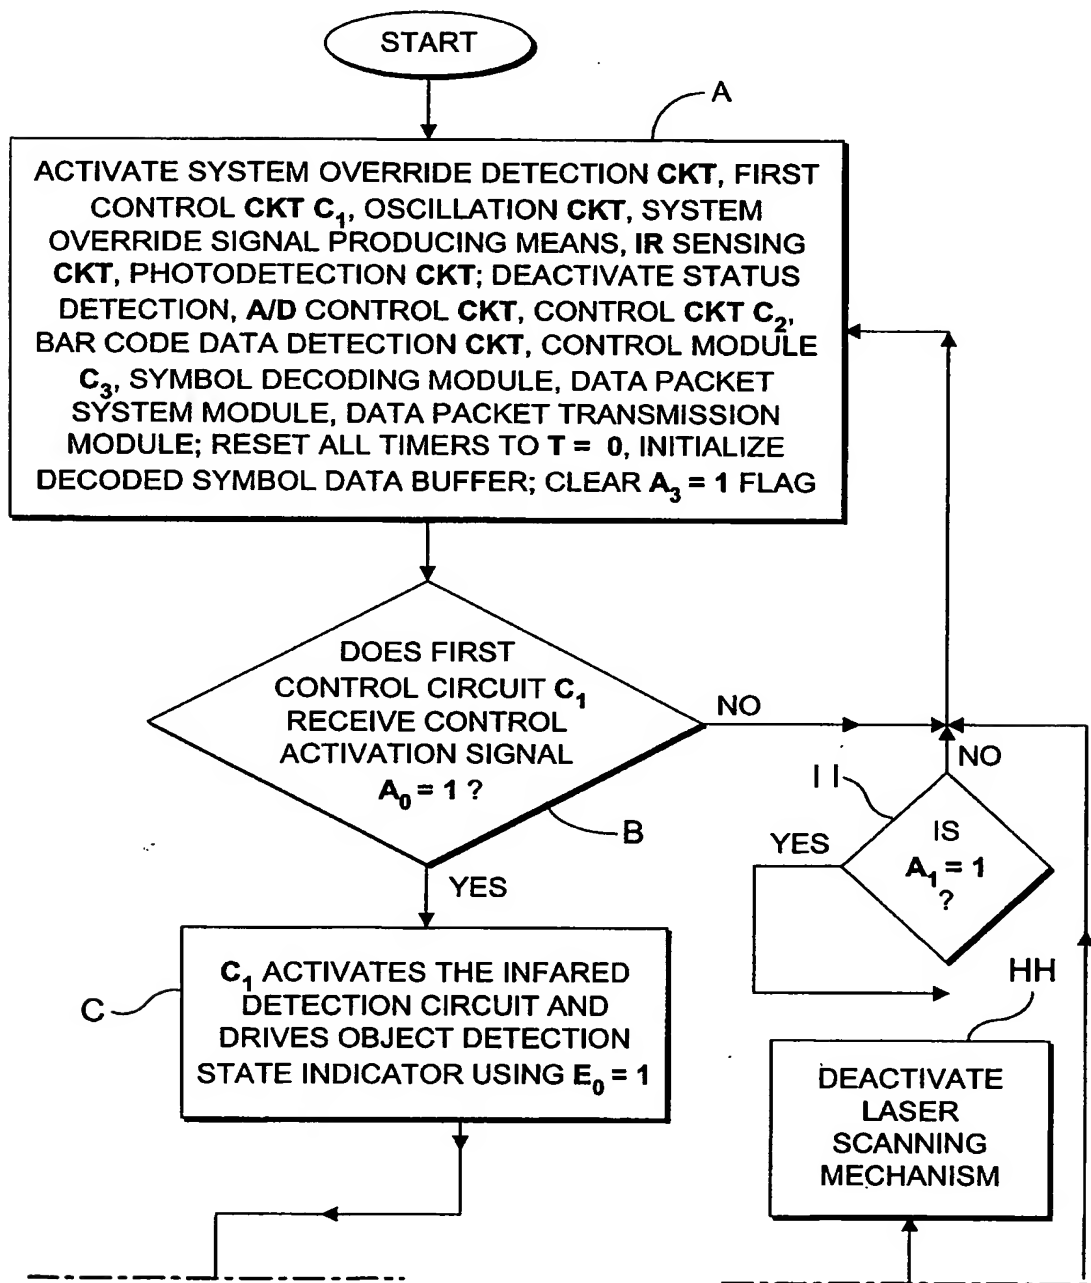 START
A
ACTIVATE SYSTEM OVERRIDE DETECTION CKT, FIRST
CONTROL CKT C₁, OSCILLATION CKT, SYSTEM
OVERRIDE SIGNAL PRODUCING MEANS, IR SENSING
CKT, PHOTODETECTION CKT; DEACTIVATE STATUS
DETECTION, A/D CONTROL CKT, CONTROL CKT C₂,
BAR CODE DATA DETECTION CKT, CONTROL MODULE
C₃, SYMBOL DECODING MODULE, DATA PACKET
SYSTEM MODULE, DATA PACKET TRANSMISSION
MODULE; RESET ALL TIMERS TO T = 0, INITIALIZE
DECODED SYMBOL DATA BUFFER; CLEAR A₃ = 1 FLAG
DOES FIRST
CONTROL CIRCUIT C₁
RECEIVE CONTROL
ACTIVATION SIGNAL
A₀ = 1 ?
NO
B
YES
NO
II
YES
IS
A₁ = 1
?
C
C₁ ACTIVATES THE INFARED
DETECTION CIRCUIT AND
DRIVES OBJECT DETECTION
STATE INDICATOR USING E₀ = 1
HH
DEACTIVATE
LASER
SCANNING
MECHANISM